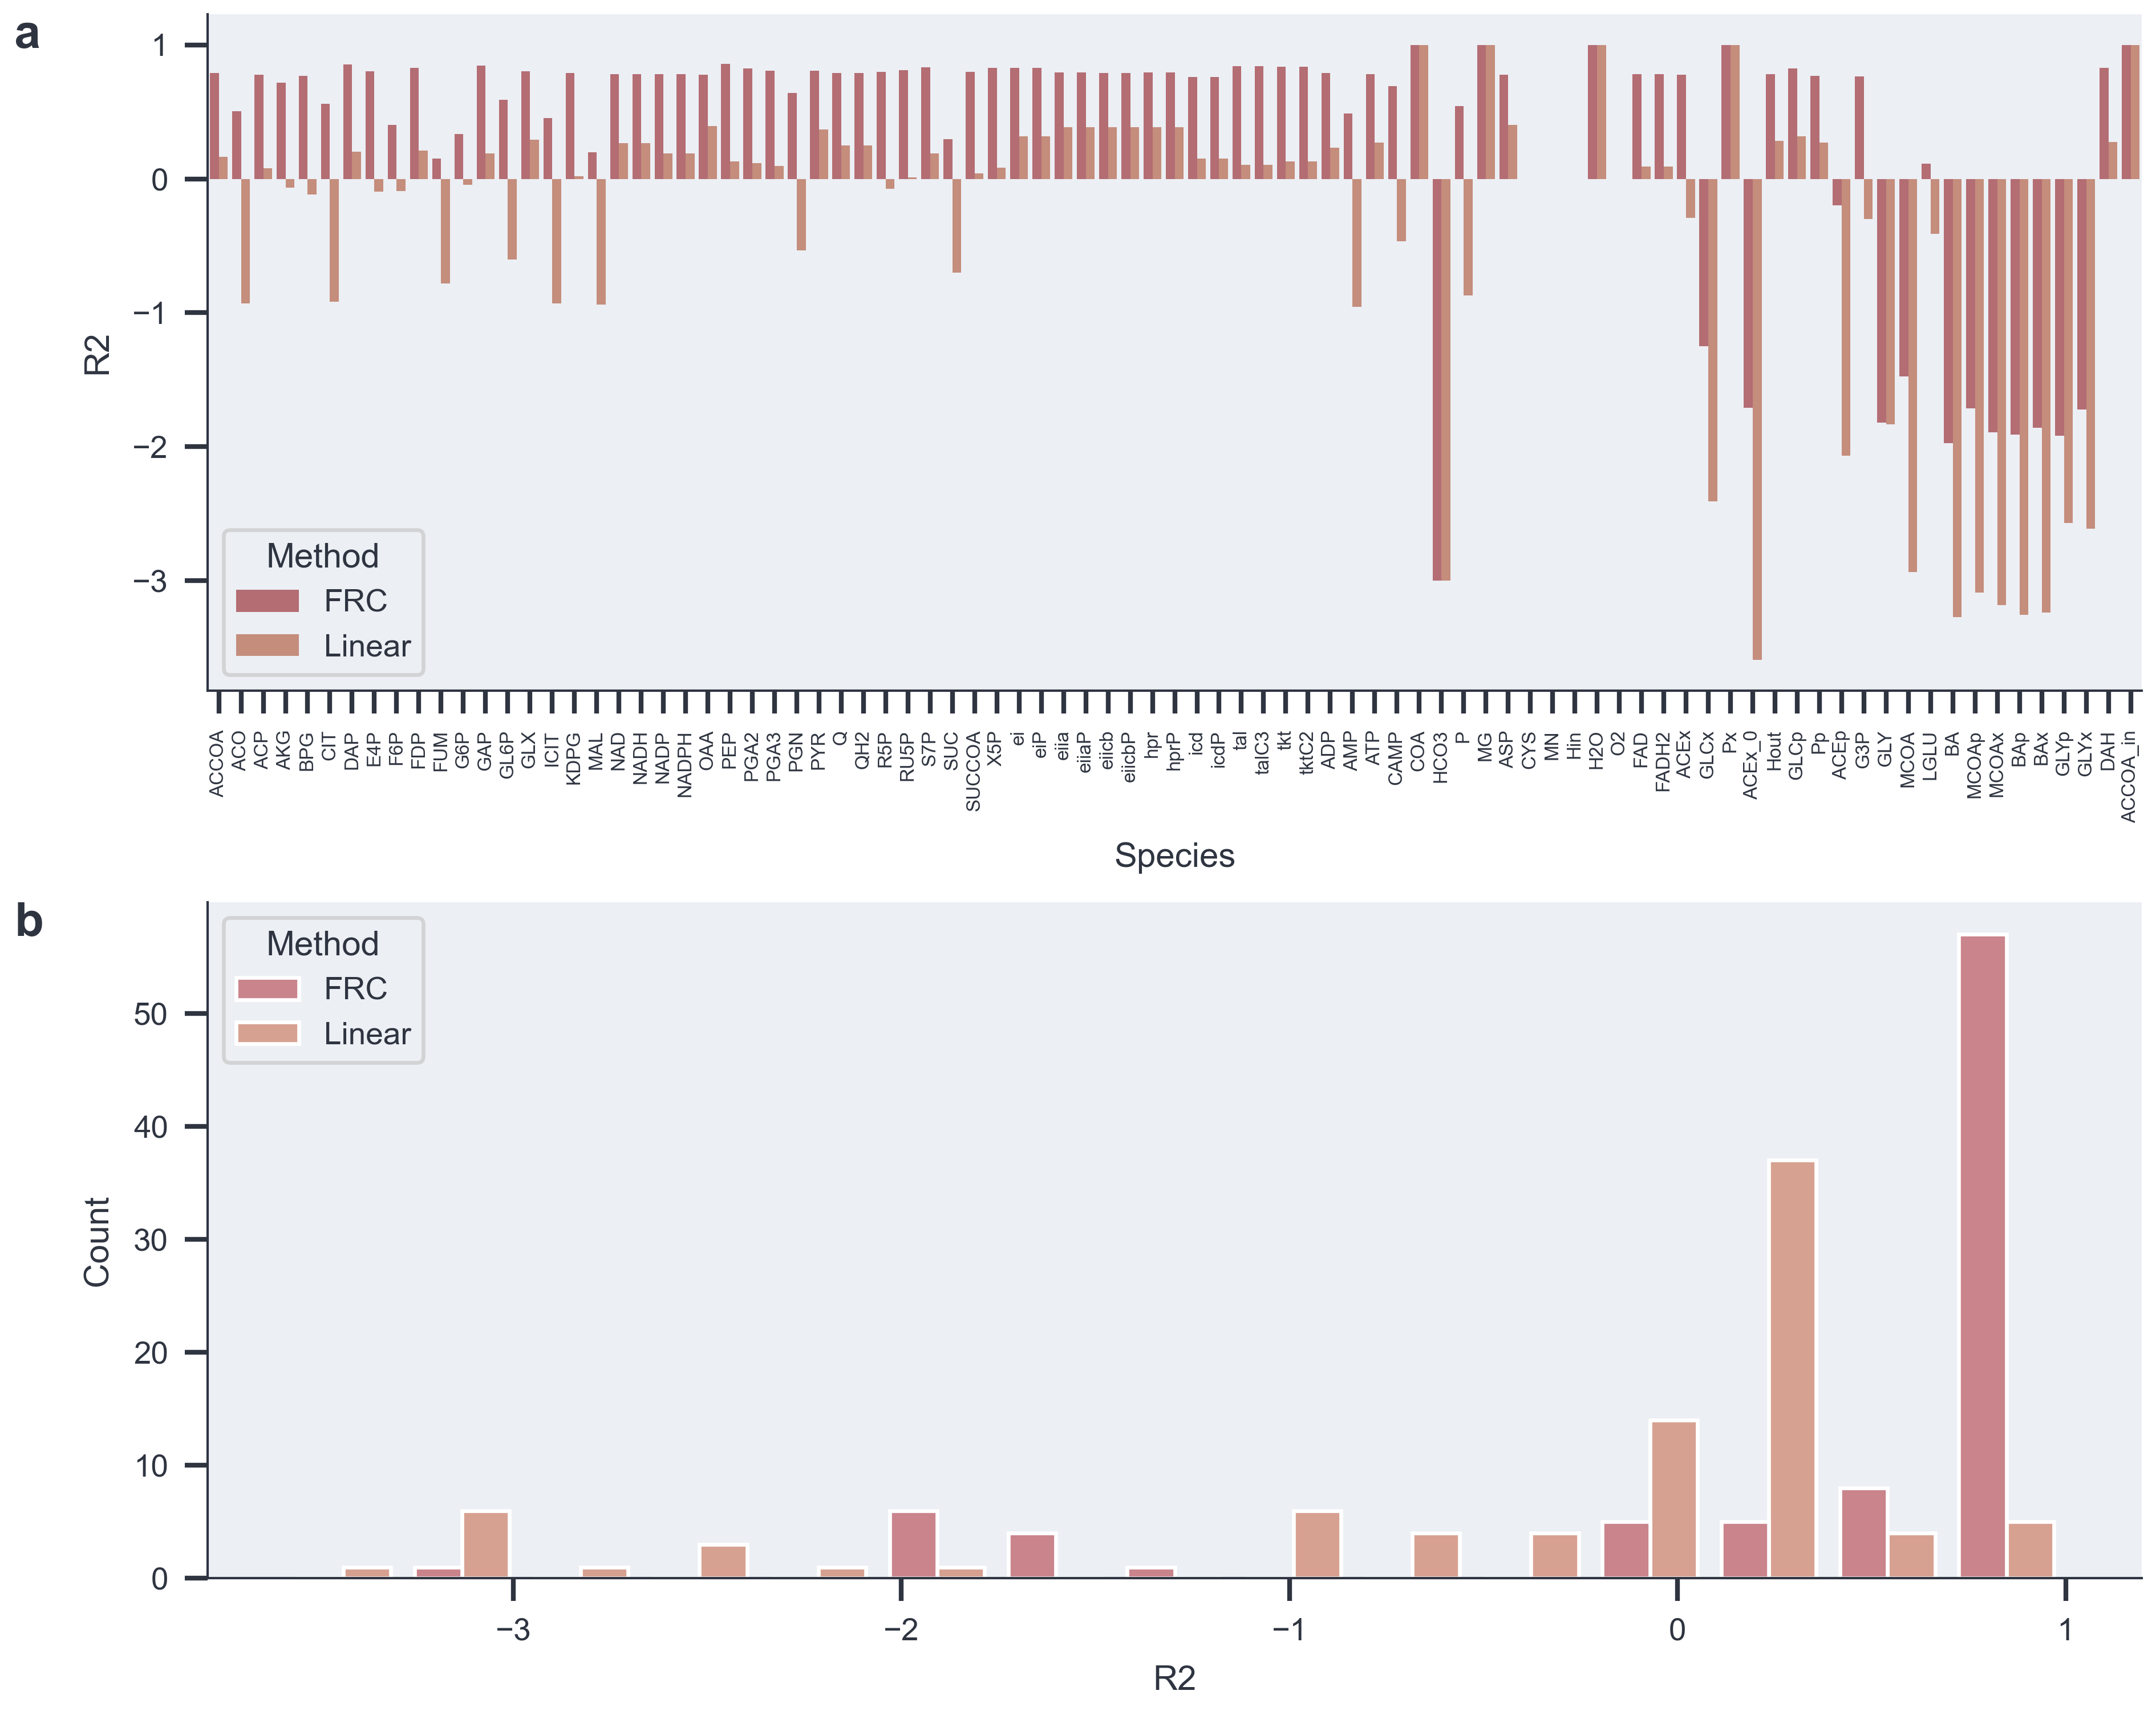 a
1
0
−1
−2
−3
R2
Method
FRC
Linear
ACCOA
ACO
ACP
AKG
BPG
CIT
DAP
E4P
F6P
FDP
FUM
G6P
GAP
GL6P
GLX
ICIT
KDPG
MAL
NAD
NADH
NADP
NADPH
OAA
PEP
PGA2
PGA3
PGN
PYR
Q
QH2
R5P
RU5P
S7P
SUC
SUCCOA
X5P
ei
eiP
eiia
eiiaP
eiicb
eiicbP
hpr
hprP
icd
icdP
tal
talC3
tkt
tktC2
ADP
AMP
ATP
CAMP
COA
HCO3
P
MG
ASP
CYS
MN
Hin
H2O
O2
FAD
FADH2
ACEx
GLCx
Px
ACEx_0
Hout
GLCp
Pp
ACEp
G3P
GLY
MCOA
LGLU
BA
MCOAp
MCOAx
BAp
BAx
GLYp
GLYx
DAH
ACCOA_in
Species
b
Method
FRC
Linear
50
40
30
20
10
0
Count
−3
−2
−1
0
1
R2